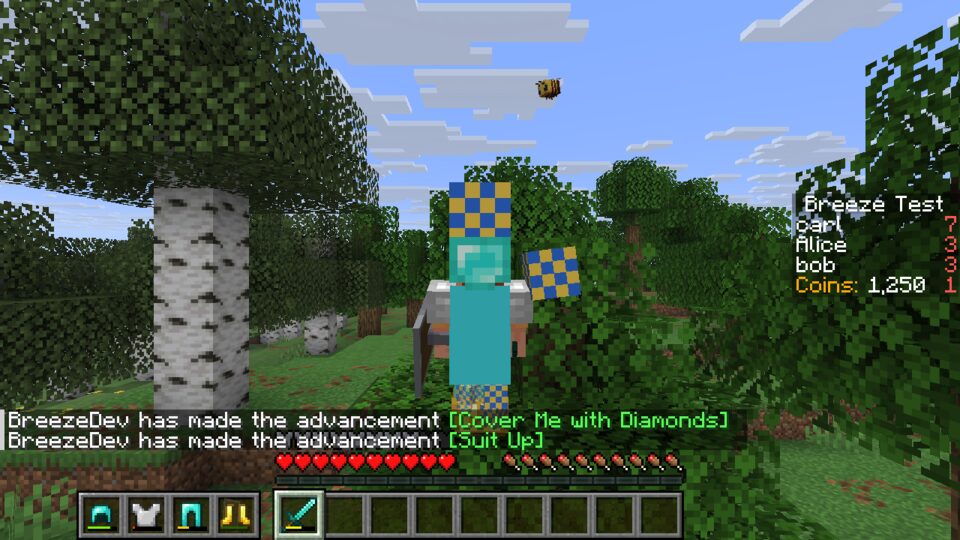 Breeze Test
carl 7
Alice 3
bob 3
Coins: 1,250 1
BreezeDev has made the advancement [Cover Me with Diamonds]
BreezeDev has made the advancement [Suit Up]